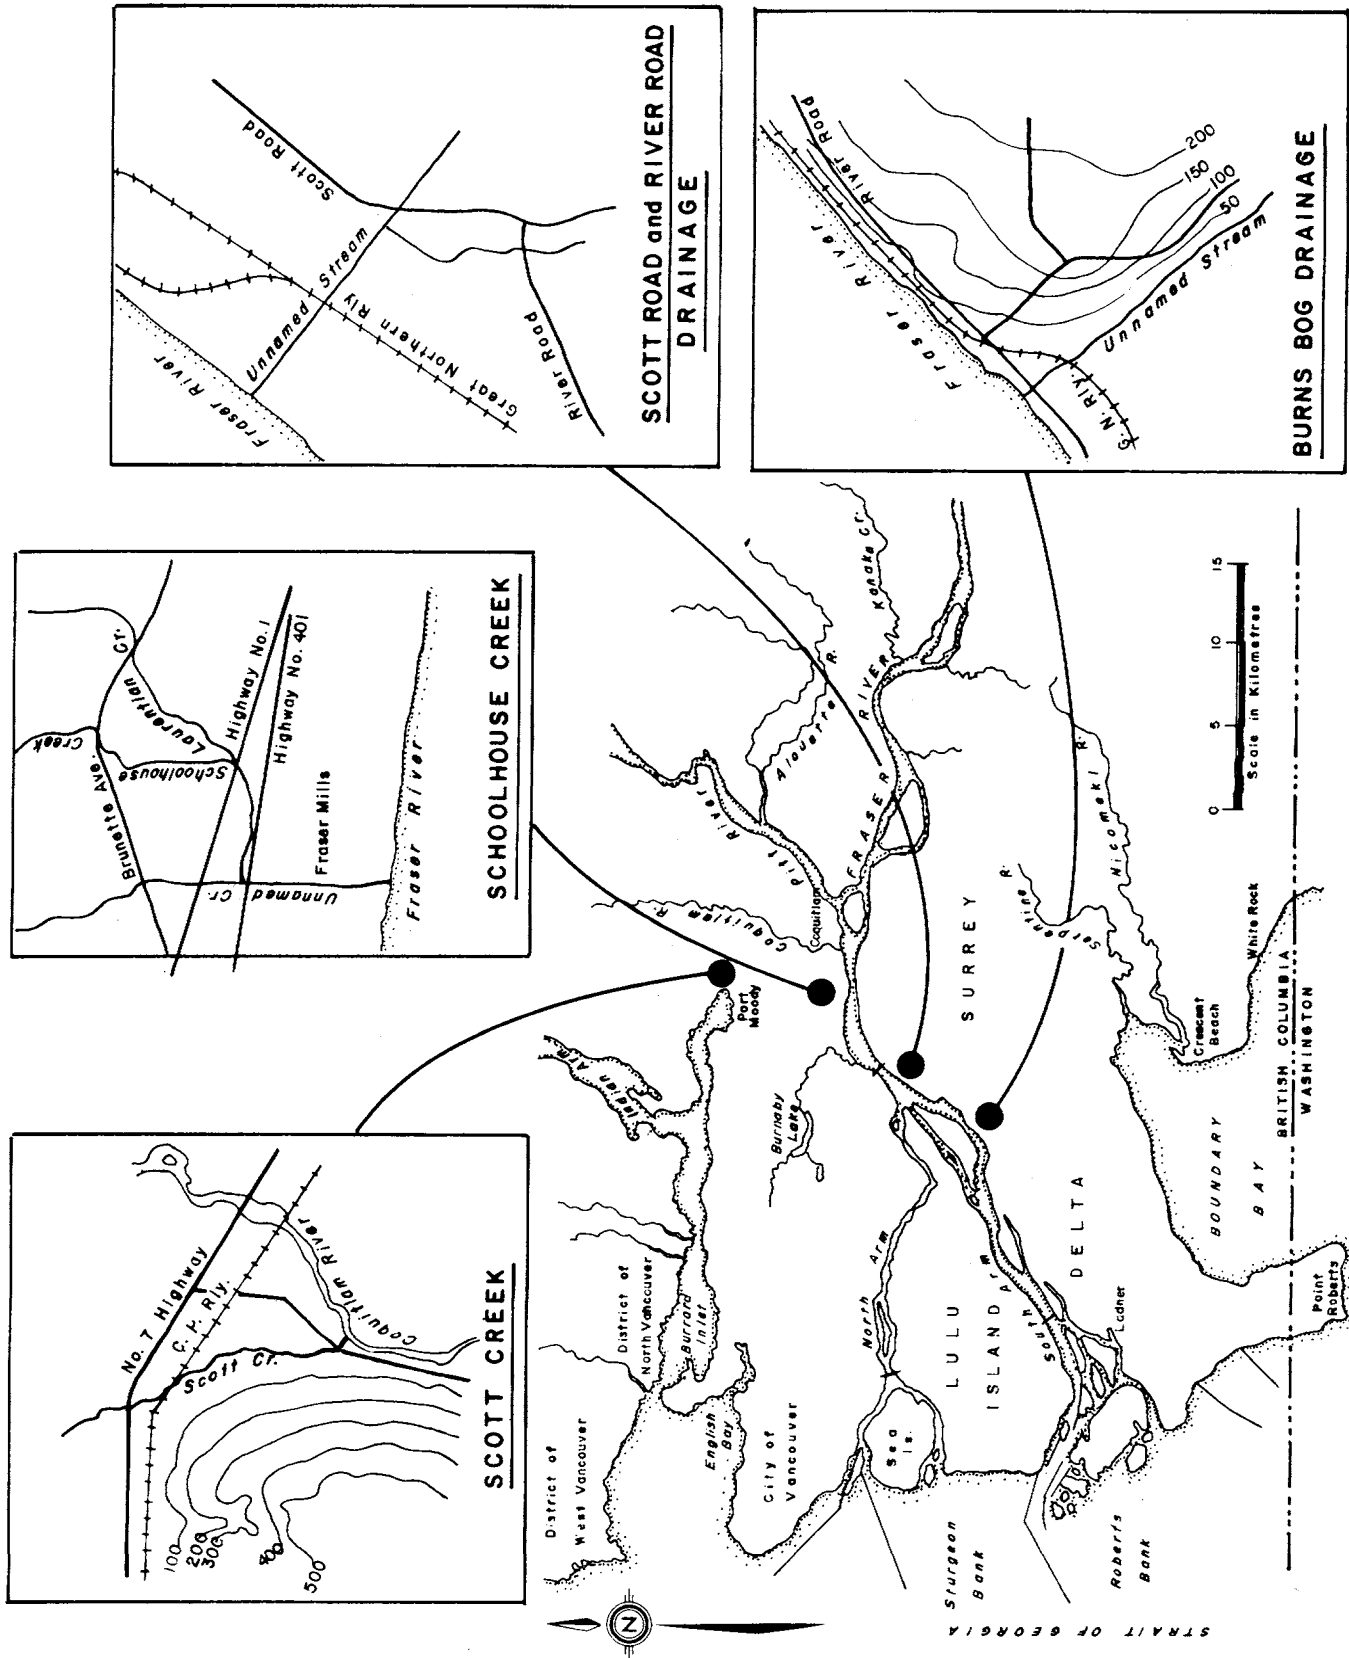 SCOTT CREEK
No. 7 Highway
C. P. Rly.
Scott Cr.
Coquitlam River
100
200
300
400
500
SCHOOLHOUSE CREEK
Brunette Ave.
Creek
Schoolhouse
Laurentian
Cr.
Highway No. 1
Highway No. 401
Unnamed
Cr.
Fraser Mills
Fraser River
SCOTT ROAD and RIVER ROAD
DRAINAGE
Scott Road
Unnamed Stream
Great Northern Rly
River Road
Fraser River
BURNS BOG DRAINAGE
River Road
Fraser River
G. N. Rly.
Unnamed Stream
200
150
100
50
N
District of
West Vancouver
District of
North Vancouver
Burrard
Inlet
English
Bay
City of
Vancouver
Indian Arm
Port
Moody
Burnaby
Lake
Coquitlam
R.
Coquitlam
Pitt River
Alouette
R.
Kanaka Cr.
FRASER RIVER
SURREY
North Arm
Sea
Is.
LULU
ISLAND
South Arm
DELTA
Ladner
Sturgeon
Bank
Roberts
Bank
STRAIT OF GEORGIA
Serpentine
R.
Nicomekl
R.
Crescent
Beach
White Rock
BOUNDARY
BAY
Point
Roberts
BRITISH COLUMBIA
WASHINGTON
0 5 10 15
Scale in Kilometres